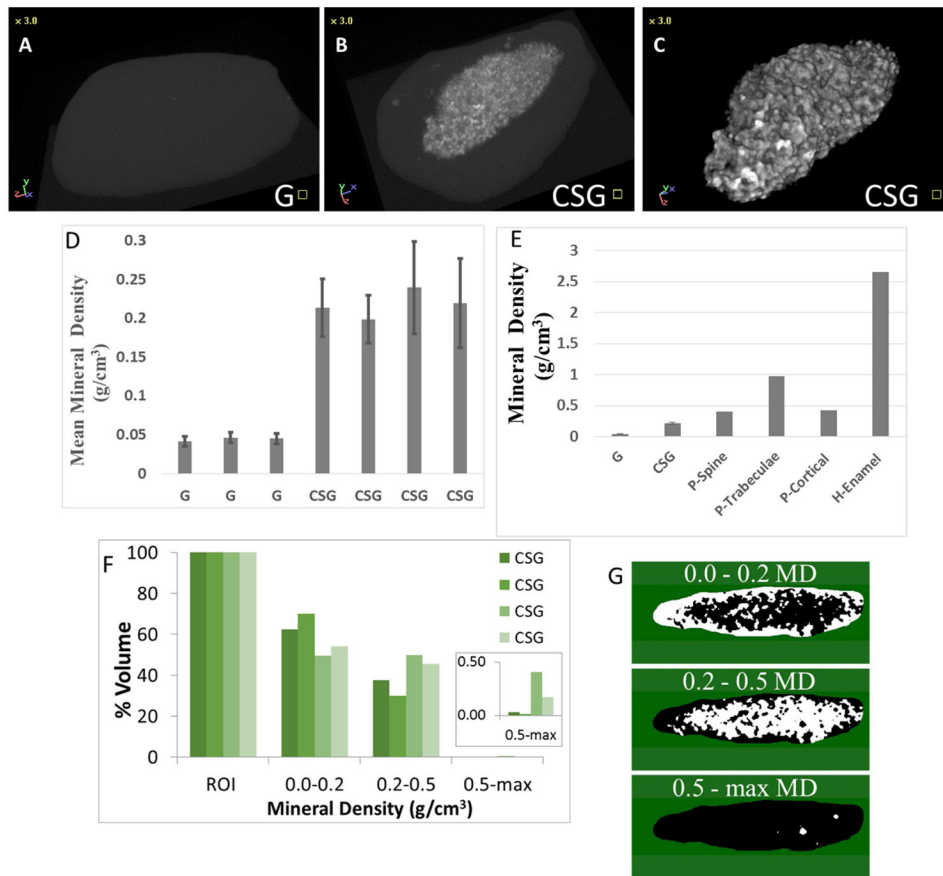 × 3.0
A
G
× 3.0
B
CSG
× 3.0
C
CSG
D
Mean Mineral Density
(g/cm³)
0.3
0.25
0.2
0.15
0.1
0.05
0
G G G CSG CSG CSG CSG
E
Mineral Density
(g/cm³)
3
2.5
2
1.5
1
0.5
0
G
CSG
P-Spine
P-Trabeculae
P-Cortical
H-Enamel
F
% Volume
100
80
60
40
20
0
CSG
CSG
CSG
CSG
0.50
0.00
0.5-max
ROI 0.0-0.2 0.2-0.5 0.5-max
Mineral Density (g/cm³)
G
0.0 - 0.2 MD
0.2 - 0.5 MD
0.5 - max MD